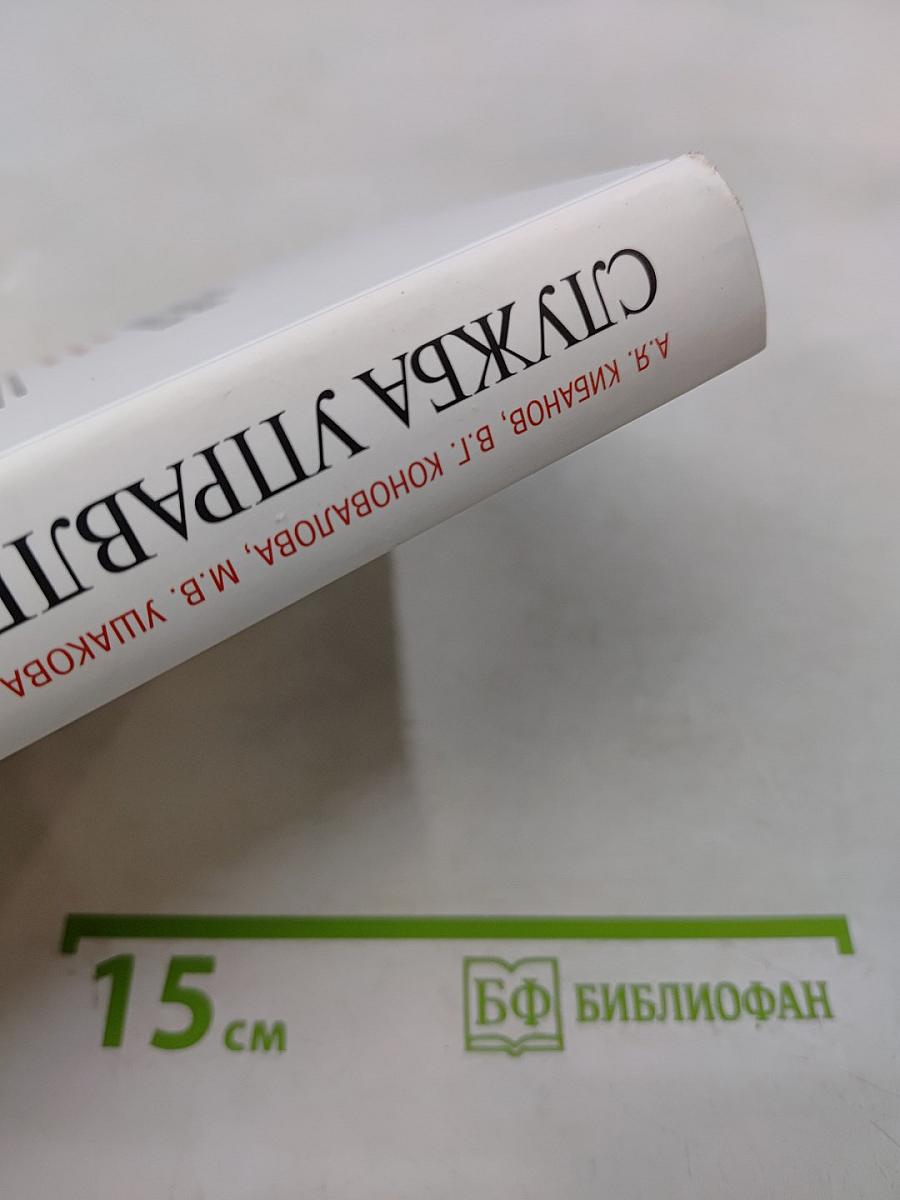 А.Я. КИБАНОВ, В.Г. КОНОВАЛОВА, М.В. УШАКОВА
СЛУЖБА УПРАВЛ
15 см
БФ БИБЛИОФАН